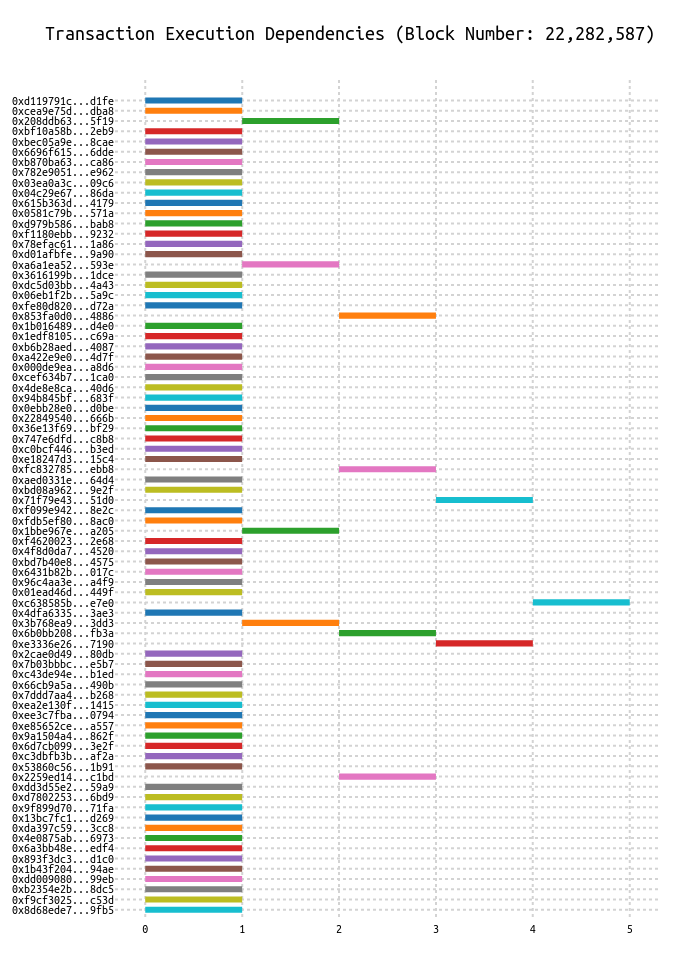 Transaction Execution Dependencies (Block Number: 22,282,587)
0xd119791c...d1fe
0xcea9e75d...dba8
0x208ddb63...5f19
0xbf10a58b...2eb9
0xbec05a9e...8cae
0x6696f615...6dde
0xb870ba63...ca86
0x782e9051...e962
0x03ea0a3c...09c6
0x04c29e67...86da
0x615b363d...4179
0x0581c79b...571a
0xd979b586...bab8
0xf1180ebb...9232
0x78efac61...1a86
0xd01afbfe...9a90
0xa6a1ea52...593e
0x3616199b...1dce
0xdc5d03bb...4a43
0x06eb1f2b...5a9c
0xfe80d820...d72a
0x853fa0d0...4886
0x1b016489...d4e0
0x1edf8105...c69a
0xb6b28aed...4087
0xa422e9e0...4d7f
0x000de9ea...a8d6
0xcef634b7...1ca0
0x4de8e8ca...40d6
0x94b845bf...683f
0x0ebb28e0...d0be
0x22849540...666b
0x36e13f69...bf29
0x747e6dfd...c8b8
0xc0bcf446...b3ed
0xe18247d3...15c4
0xfc832785...ebb8
0xaed0331e...64d4
0xbd08a962...9e2f
0x71f79e43...51d0
0xf099e942...8e2c
0xfdb5ef80...8ac0
0x1bbe967e...a205
0xf4620023...2e68
0x4f8d0da7...4520
0xbd7b40e8...4575
0x6431b82b...017c
0x96c4aa3e...a4f9
0x01ead46d...449f
0xc638585b...e7e0
0x4dfa6335...3ae3
0x3b768ea9...3dd3
0x6b0bb208...fb3a
0xe3336e26...7190
0x2cae0d49...80db
0x7b03bbbc...e5b7
0xc43de94e...b1ed
0x66cb9a5a...490b
0x7ddd7aa4...b268
0xea2e130f...1415
0xee3c7fba...0794
0xe85652ce...a557
0x9a1504a4...862f
0x6d7cb099...3e2f
0xc3dbfb3b...af2a
0x53860c56...1b91
0x2259ed14...c1bd
0xdd3d55e2...59a9
0xd7802253...6bd9
0x9f899d70...71fa
0x13bc7fc1...d269
0xda397c59...3cc8
0x4e0875ab...6973
0x6a3bb48e...edf4
0x893f3dc3...d1c0
0x1b43f204...94ae
0xdd009080...99eb
0xb2354e2b...8dc5
0xf9cf3025...c53d
0x8d68ede7...9fb5
0 1 2 3 4 5